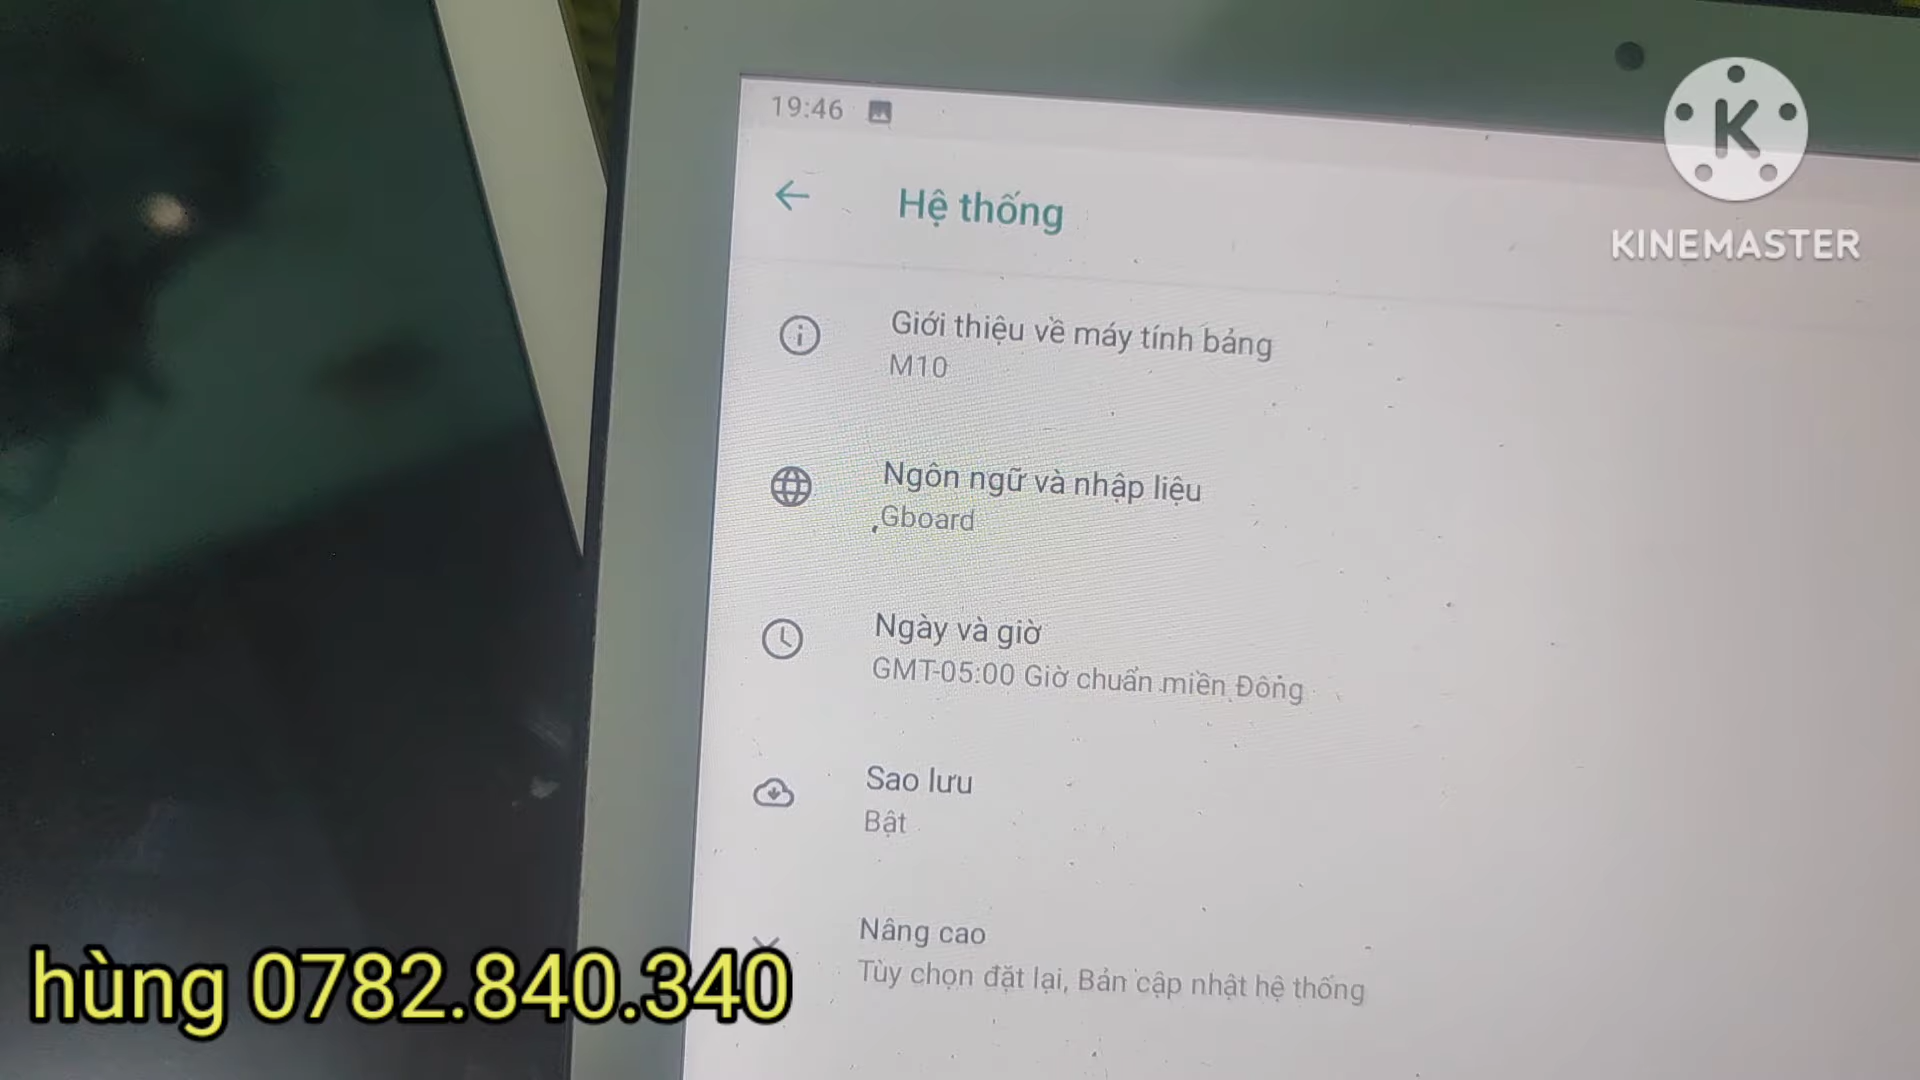 19:46
K
KINEMASTER
Hệ thống
Giới thiệu về máy tính bảng
M10
Ngôn ngữ và nhập liệu
Gboard
Ngày và giờ
GMT-05:00 Giờ chuẩn miền Đông
Sao lưu
Bật
Nâng cao
Tùy chọn đặt lại, Bản cập nhật hệ thống
hùng 0782.840.340